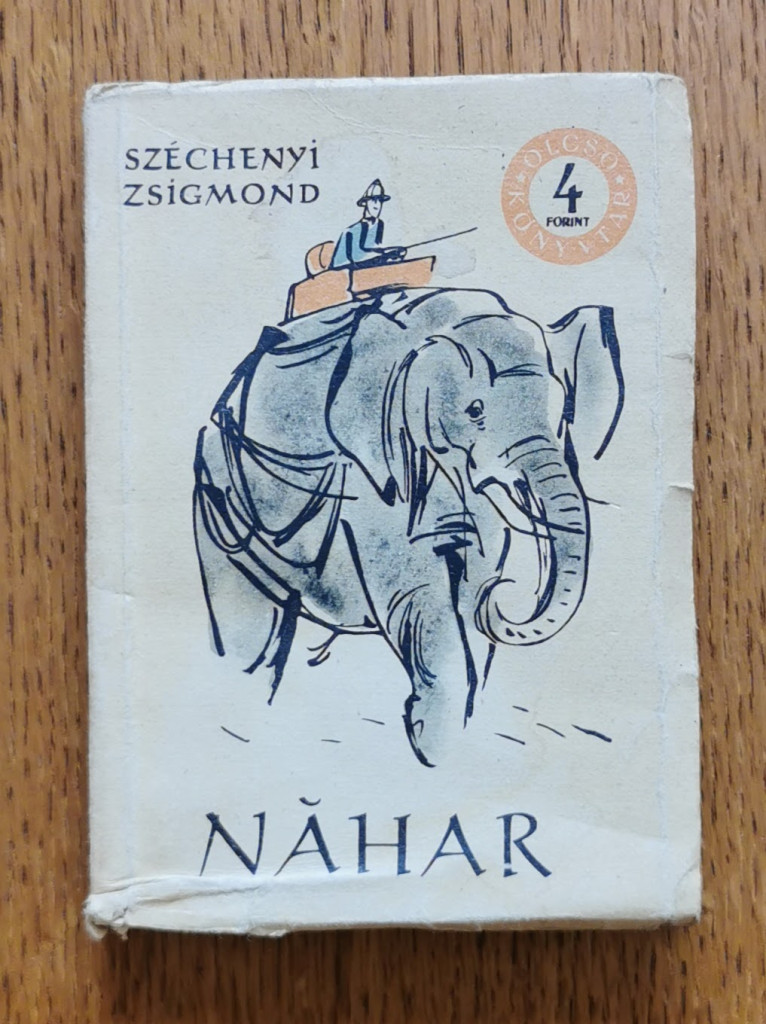 SZÉCHENYI
ZSIGMOND
OLCSÓ
4
FORINT
KÖNYVTÁR
NĂHAR